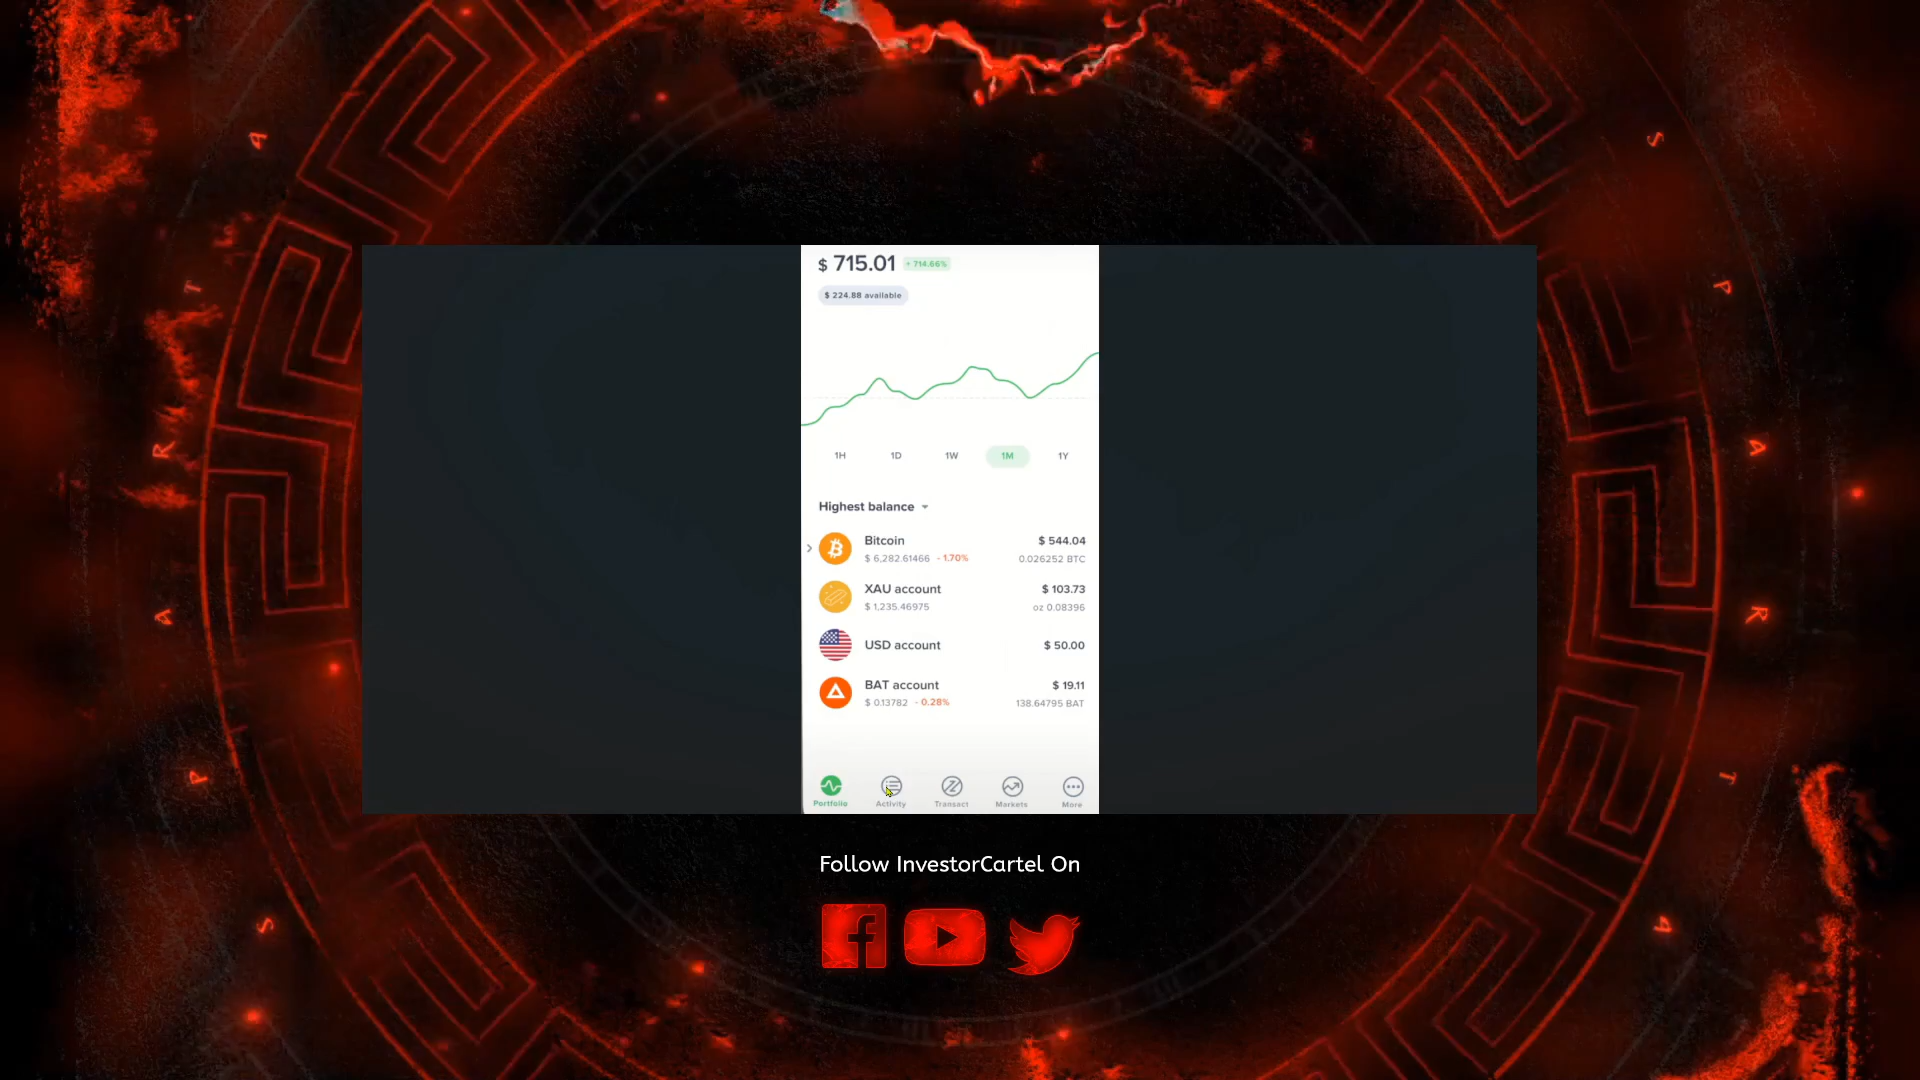 $ 715.01 + 714.66%
$ 224.88 available
1H 1D 1W 1M 1Y
Highest balance
Bitcoin $ 544.04
$ 6,282.61466 - 1.70% 0.026252 BTC
XAU account $ 103.73
$ 1,235.46975 oz 0.08396
USD account $ 50.00
BAT account $ 19.11
$ 0.13782 - 0.28% 138.64795 BAT
Portfolio Activity Transact Markets More
Follow InvestorCartel On
S P A R T A
S P A R T A